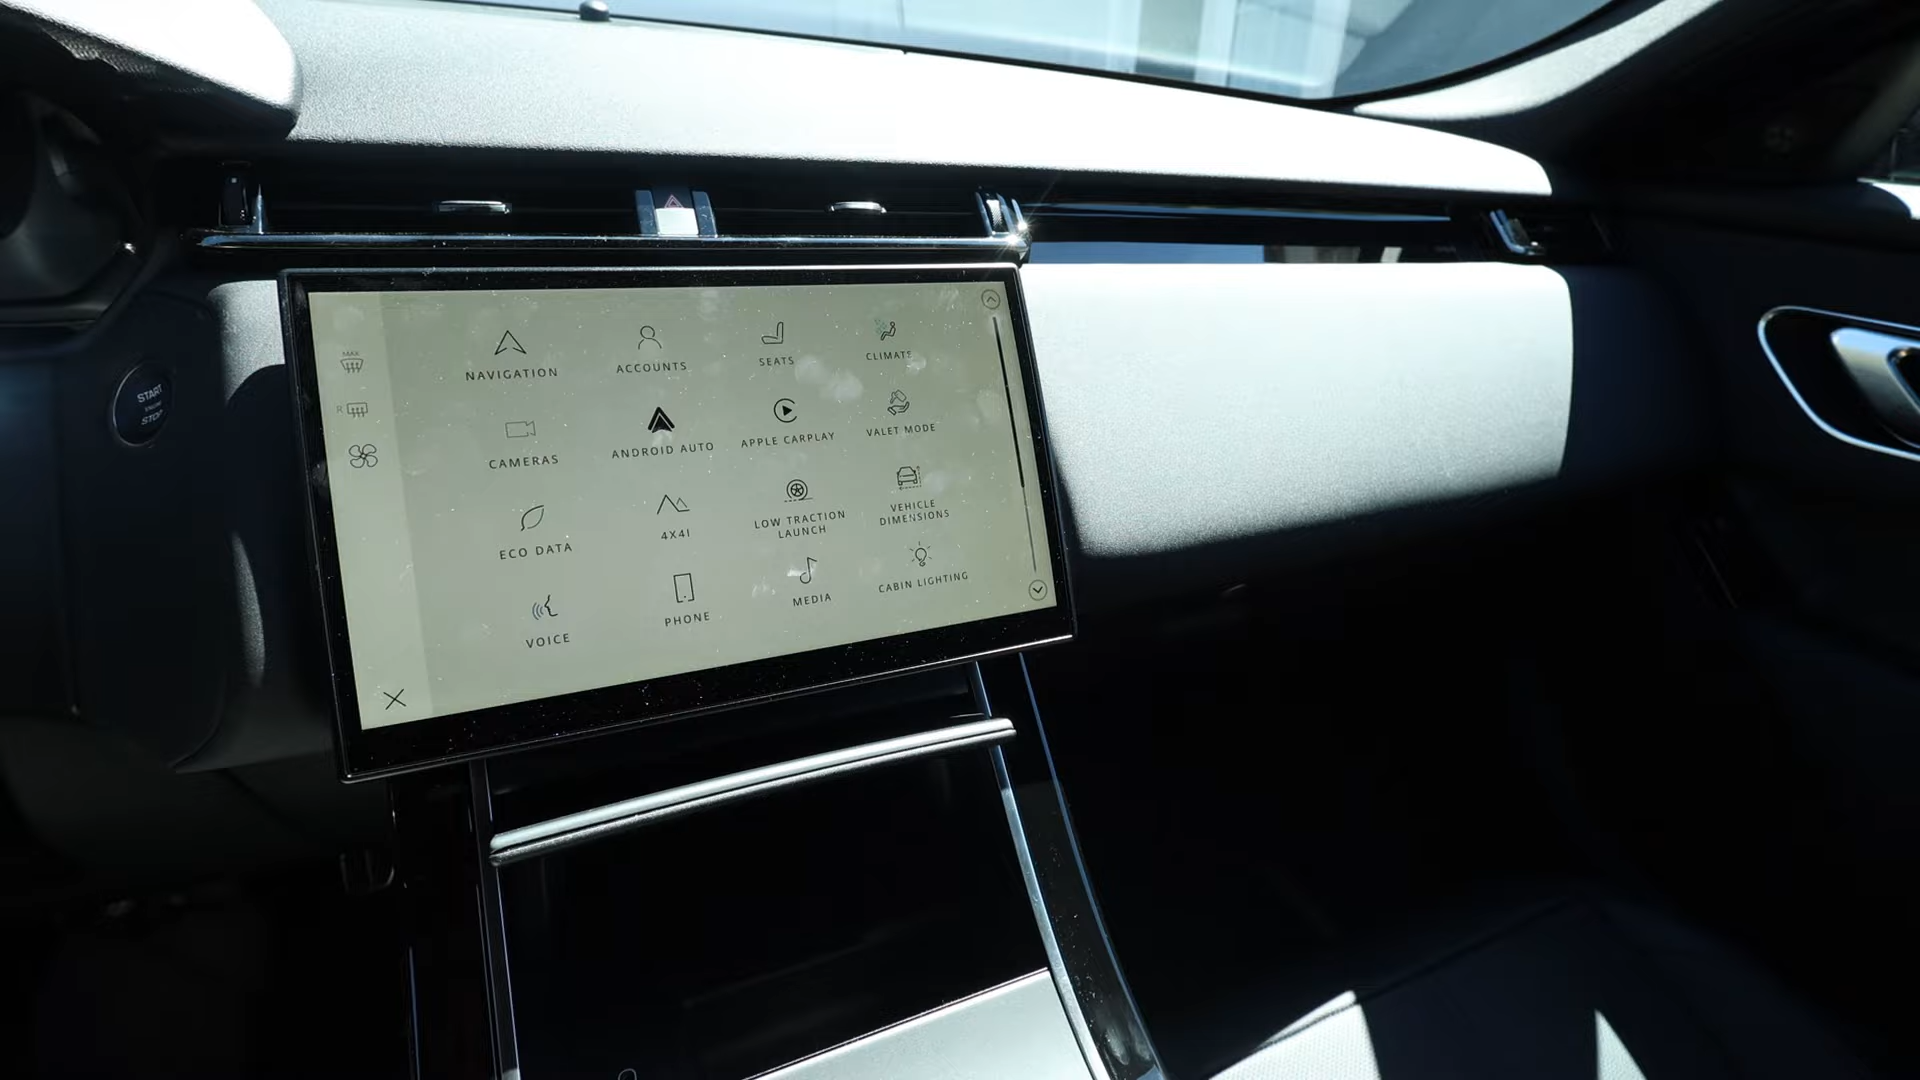 MAX
R
START
ENGINE
STOP
NAVIGATION
ACCOUNTS
SEATS
CLIMATE
CAMERAS
ANDROID AUTO
APPLE CARPLAY
VALET MODE
ECO DATA
4X4I
LOW TRACTION
LAUNCH
VEHICLE
DIMENSIONS
VOICE
PHONE
MEDIA
CABIN LIGHTING